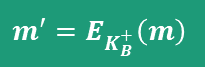 m′ = E_{K_B^+}(m)